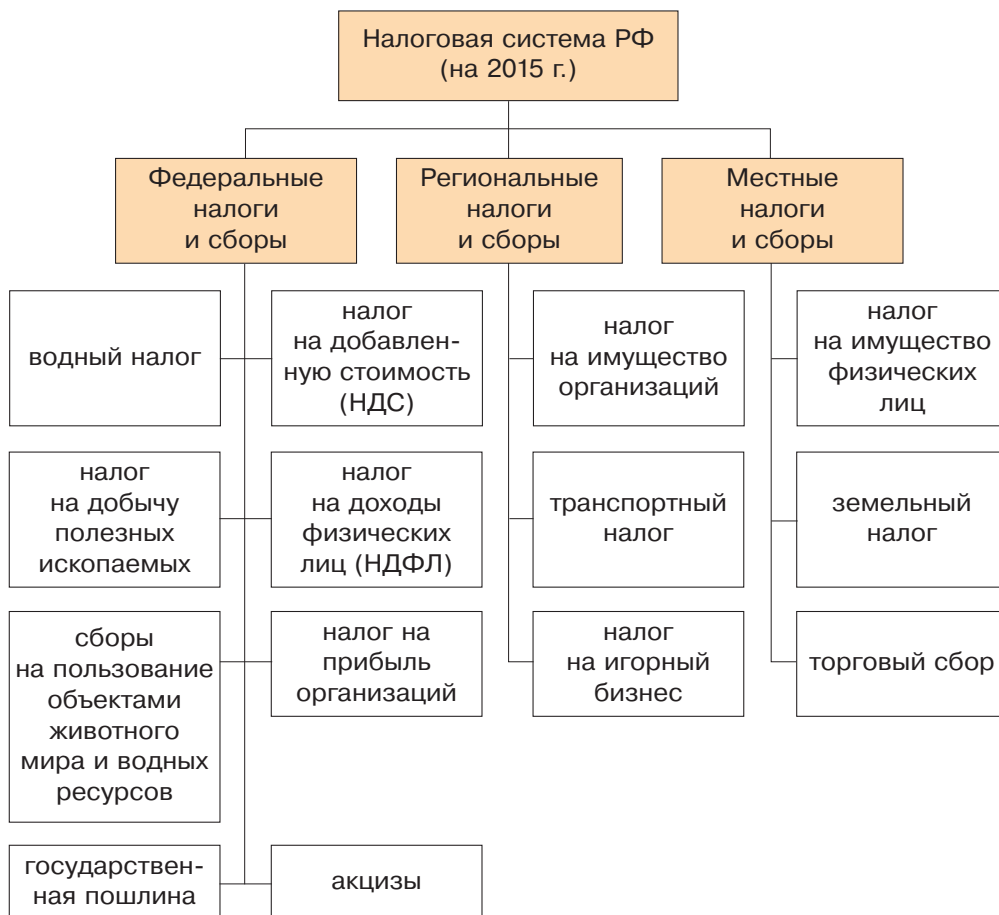 Налоговая система РФ
(на 2015 г.)
Федеральные
налоги
и сборы
Региональные
налоги
и сборы
Местные
налоги
и сборы
водный налог
налог
на добавлен-
ную стоимость
(НДС)
налог
на имущество
организаций
налог
на имущество
физических
лиц
налог
на добычу
полезных
ископаемых
налог
на доходы
физических
лиц (НДФЛ)
транспортный
налог
земельный
налог
сборы
на пользование
объектами
животного
мира и водных
ресурсов
налог на
прибыль
организаций
налог
на игорный
бизнес
торговый сбор
государствен-
ная пошлина
акцизы